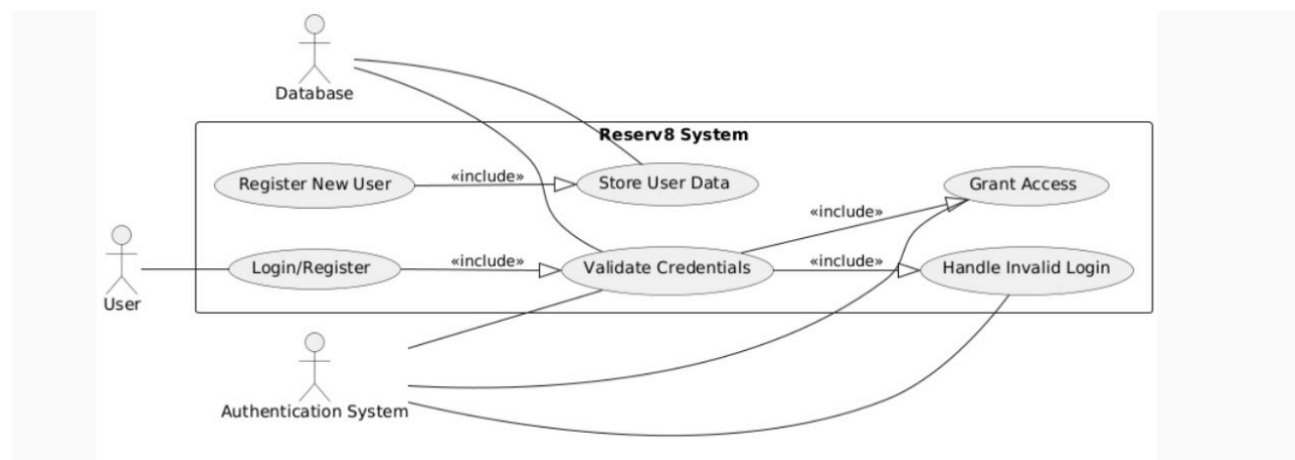 Database
Reserv8 System
Register New User
«include»
Store User Data
Grant Access
«include»
User
Login/Register
«include»
Validate Credentials
«include»
Handle Invalid Login
Authentication System